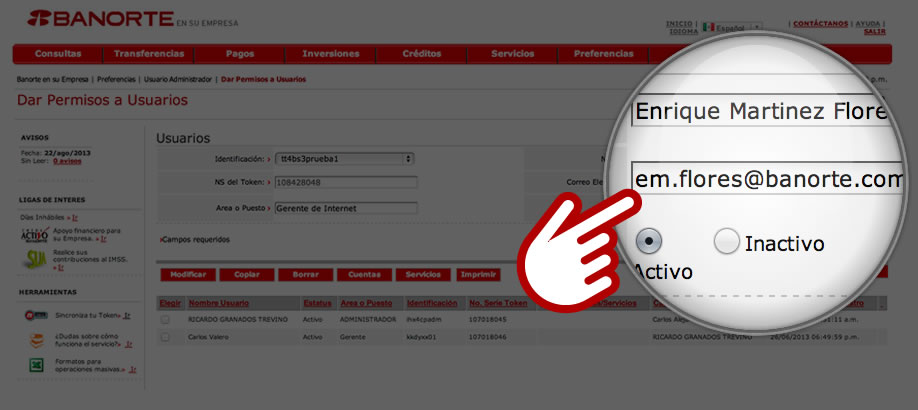 BANORTE EN SU EMPRESA
INICIO |
IDIOMA Español
| CONTÁCTANOS | AYUDA |
SALIR
Consultas Transferencias Pagos Inversiones Créditos Servicios Preferencias
Banorte en su Empresa | Preferencias | Usuario Administrador | Dar Permisos a Usuarios
p.m.
Dar Permisos a Usuarios
AVISOS
Fecha: 22/ago/2013
Sin Leer: 0 avisos
LIGAS DE INTERES
Días Inhábiles
ACTIVO
Apoyo financiero para
su Empresa.
SUA
Realice sus
contribuciones al IMSS.
HERRAMIENTAS
Sincroniza tu Token
¿Dudas sobre cómo
funciona el servicio?
Formatos para
operaciones masivas.
Usuarios
Identificación: tt4bs3prueba1
NS del Token: 108428048
Correo Ele
Area o Puesto: Gerente de Internet
Enrique Martinez Flore
em.flores@banorte.com
Activo
Inactivo
Campos requeridos
Modificar Copiar Borrar Cuentas Servicios Imprimir
Elegir Nombre Usuario Estatus Area o Puesto Identificación No. Serie Token /Servicios
RICARDO GRANADOS TREVINO Activo ADMINISTRADOR ihv4cpadm 107018045 Carlos Alej :11:11 a.m.
Carlos Valero Activo Gerente kkdyxx01 107018046 RICARDO GRANADOS TREVINO 26/06/2013 06:49:59 p.m.